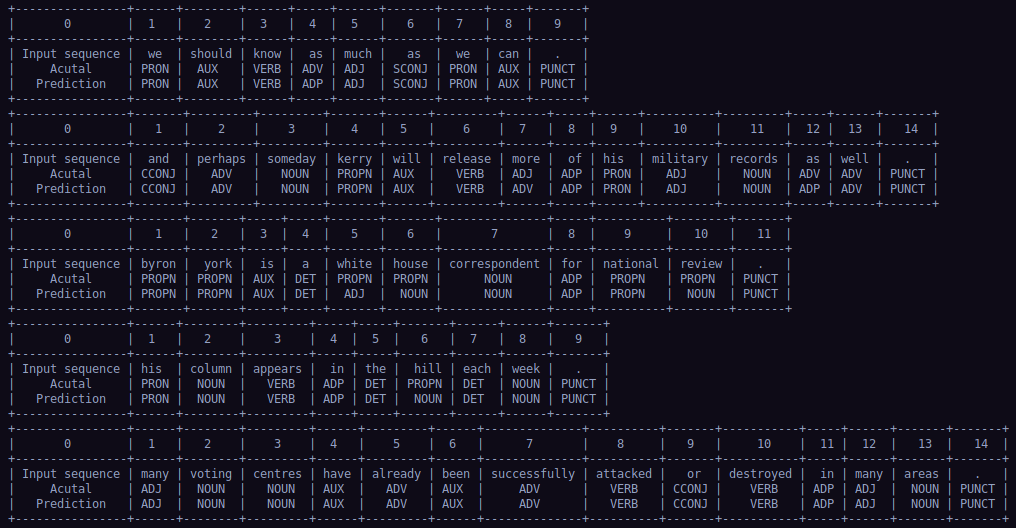 +----------------+------+--------+------+-----+------+-------+------+-----+-------+
|       0        |  1   |   2    |  3   |  4  |  5   |   6   |  7   |  8  |   9   |
+----------------+------+--------+------+-----+------+-------+------+-----+-------+
| Input sequence |  we  | should | know |  as | much |   as  |  we  | can |   .   |
|     Acutal     | PRON |  AUX   | VERB | ADV | ADJ  | SCONJ | PRON | AUX | PUNCT |
|   Prediction   | PRON |  AUX   | VERB | ADP | ADJ  | SCONJ | PRON | AUX | PUNCT |
+----------------+------+--------+------+-----+------+-------+------+-----+-------+
+----------------+-------+---------+---------+-------+------+---------+------+-----+------+----------+---------+-----+------+-------+
|       0        |   1   |    2    |    3    |   4   |  5   |    6    |  7   |  8  |  9   |    10    |    11   |  12 |  13  |   14  |
+----------------+-------+---------+---------+-------+------+---------+------+-----+------+----------+---------+-----+------+-------+
| Input sequence |  and  | perhaps | someday | kerry | will | release | more |  of | his  | military | records |  as | well |   .   |
|     Acutal     | CCONJ |   ADV   |   NOUN  | PROPN | AUX  |   VERB  | ADJ  | ADP | PRON |   ADJ    |   NOUN  | ADV | ADV  | PUNCT |
|   Prediction   | CCONJ |   ADV   |   NOUN  | PROPN | AUX  |   VERB  | ADV  | ADP | PRON |   ADJ    |   NOUN  | ADP | ADV  | PUNCT |
+----------------+-------+---------+---------+-------+------+---------+------+-----+------+----------+---------+-----+------+-------+
+----------------+-------+-------+-----+-----+-------+-------+---------------+-----+----------+--------+-------+
|       0        |   1   |   2   |  3  |  4  |   5   |   6   |       7       |  8  |    9     |   10   |   11  |
+----------------+-------+-------+-----+-----+-------+-------+---------------+-----+----------+--------+-------+
| Input sequence | byron |  york |  is |  a  | white | house | correspondent | for | national | review |   .   |
|     Acutal     | PROPN | PROPN | AUX | DET | PROPN | PROPN |      NOUN     | ADP |  PROPN   | PROPN  | PUNCT |
|   Prediction   | PROPN | PROPN | AUX | DET |  ADJ  |  NOUN |      NOUN     | ADP |  PROPN   |  NOUN  | PUNCT |
+----------------+-------+-------+-----+-----+-------+-------+---------------+-----+----------+--------+-------+
+----------------+------+--------+---------+-----+-----+-------+------+------+-------+
|       0        |  1   |   2    |    3    |  4  |  5  |   6   |  7   |  8   |   9   |
+----------------+------+--------+---------+-----+-----+-------+------+------+-------+
| Input sequence | his  | column | appears |  in | the |  hill | each | week |   .   |
|     Acutal     | PRON |  NOUN  |   VERB  | ADP | DET | PROPN | DET  | NOUN | PUNCT |
|   Prediction   | PRON |  NOUN  |   VERB  | ADP | DET |  NOUN | DET  | NOUN | PUNCT |
+----------------+------+--------+---------+-----+-----+-------+------+------+-------+
+----------------+------+--------+---------+------+---------+------+--------------+----------+-------+-----------+-----+------+-------+-------+
|       0        |  1   |   2    |    3    |  4   |    5    |  6   |      7       |    8     |   9   |     10    |  11 |  12  |   13  |   14  |
+----------------+------+--------+---------+------+---------+------+--------------+----------+-------+-----------+-----+------+-------+-------+
| Input sequence | many | voting | centres | have | already | been | successfully | attacked |   or  | destroyed |  in | many | areas |   .   |
|     Acutal     | ADJ  |  NOUN  |   NOUN  | AUX  |   ADV   | AUX  |     ADV      |   VERB   | CCONJ |    VERB   | ADP | ADJ  |  NOUN | PUNCT |
|   Prediction   | ADJ  |  NOUN  |   NOUN  | AUX  |   ADV   | AUX  |     ADV      |   VERB   | CCONJ |    VERB   | ADP | ADJ  |  NOUN | PUNCT |
+----------------+------+--------+---------+------+---------+------+--------------+----------+-------+-----------+-----+------+-------+-------+